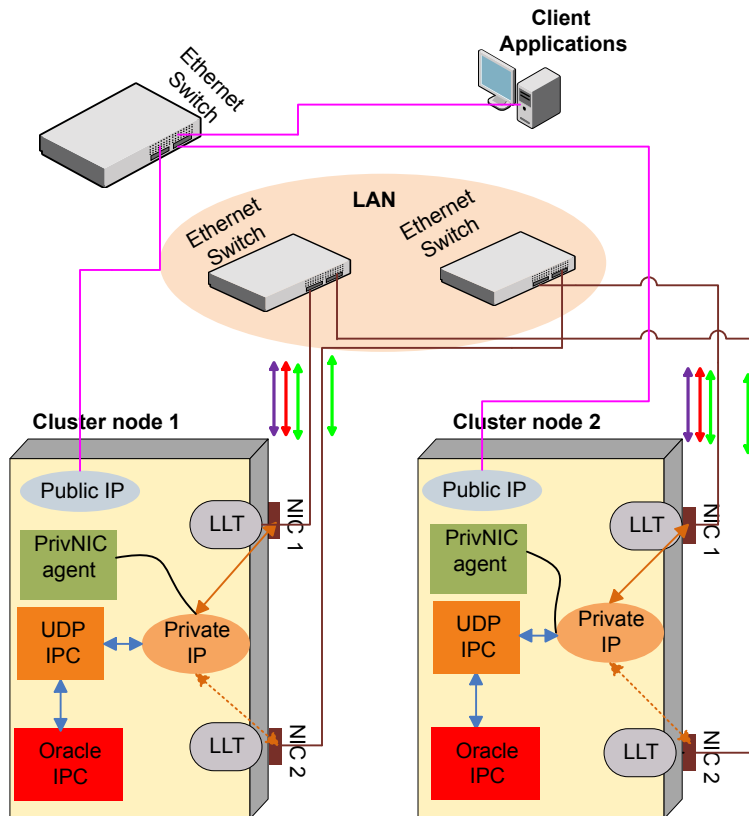 Client
Applications
Ethernet
Switch
LAN
Ethernet
Switch
Ethernet
Switch
Cluster node 1
Public IP
LLT
NIC 1
PrivNIC
agent
UDP
IPC
Private
IP
Oracle
IPC
LLT
NIC 2
Cluster node 2
Public IP
LLT
NIC 1
PrivNIC
agent
UDP
IPC
Private
IP
Oracle
IPC
LLT
NIC 2